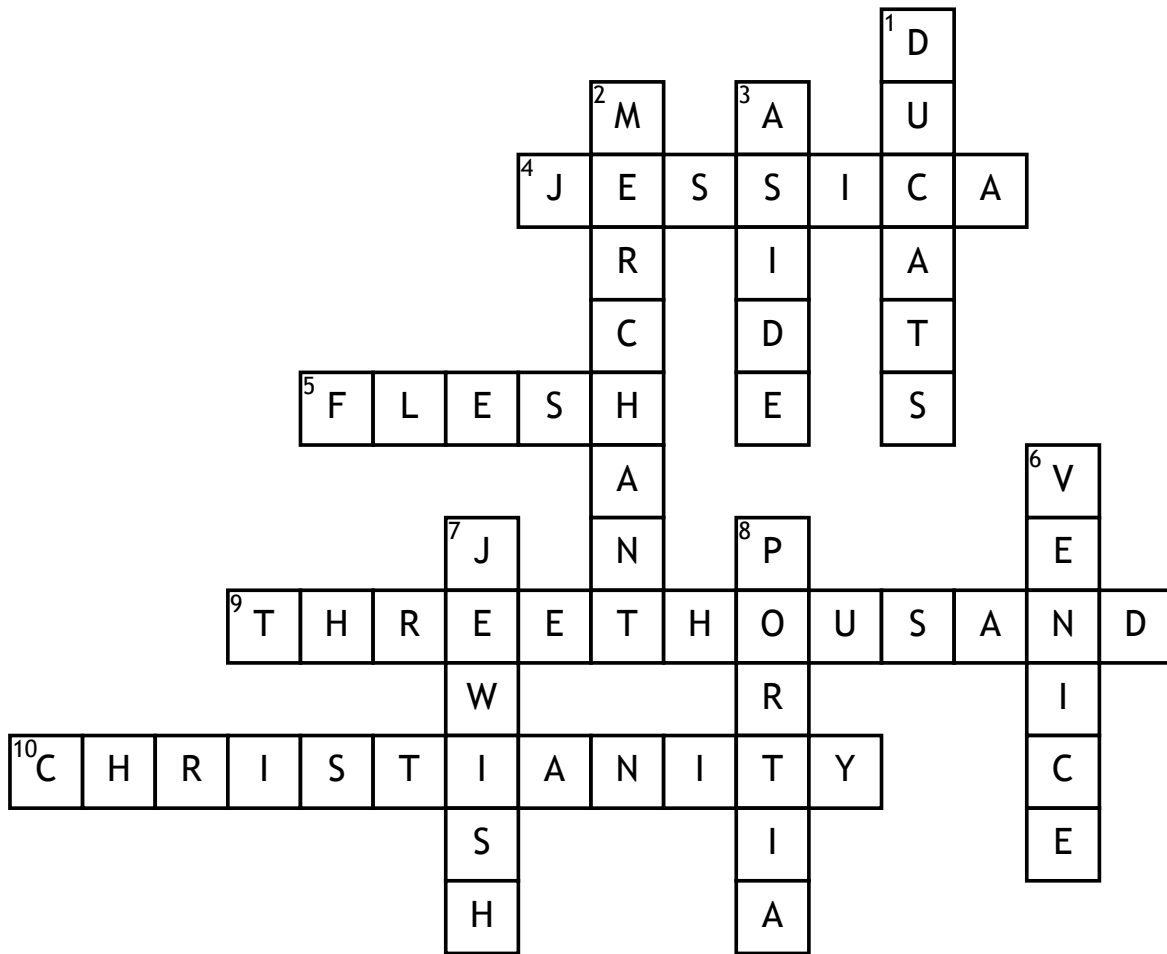 1 D
2 M 3 A U
4 J E S S I C A
R I A
C D T
5 F L E S H E S
A 6 V
7 J N 8 P E
9 T H R E E T H O U S A N D
W R I
10 C H R I S T I A N I T Y C
S I E
H A